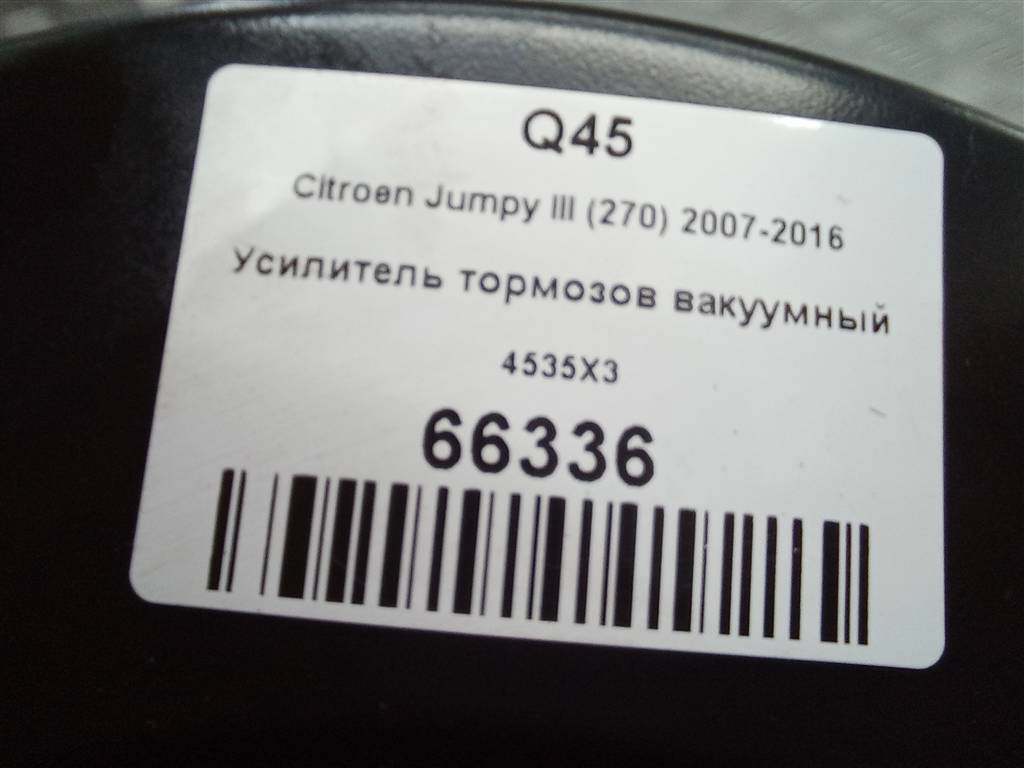 Q45
Citroen Jumpy III (270) 2007-2016
Усилитель тормозов вакуумный
4535X3
66336